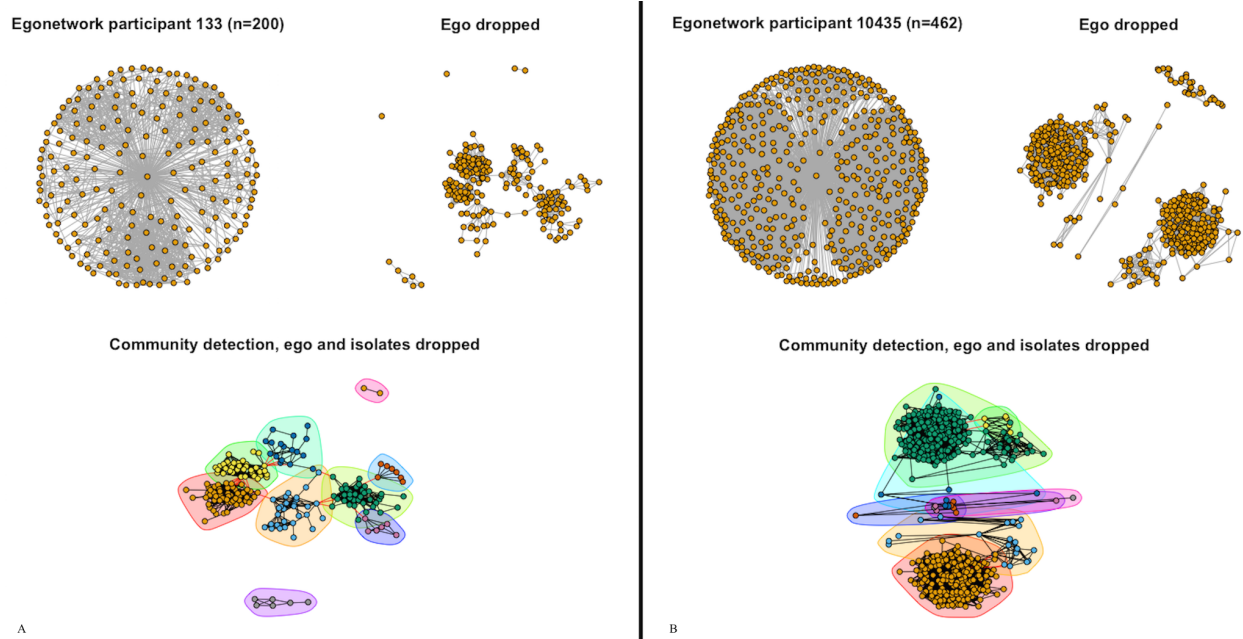 Egonetwork participant 133 (n=200)
Ego dropped
Community detection, ego and isolates dropped
A
Egonetwork participant 10435 (n=462)
Ego dropped
Community detection, ego and isolates dropped
B